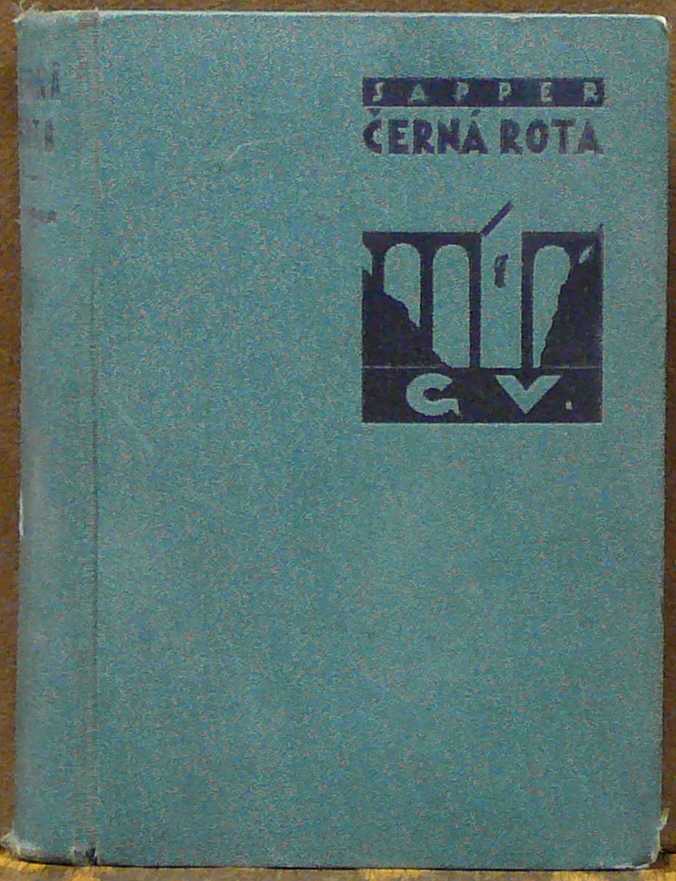 SAPPER
ČERNÁ ROTA
G V.